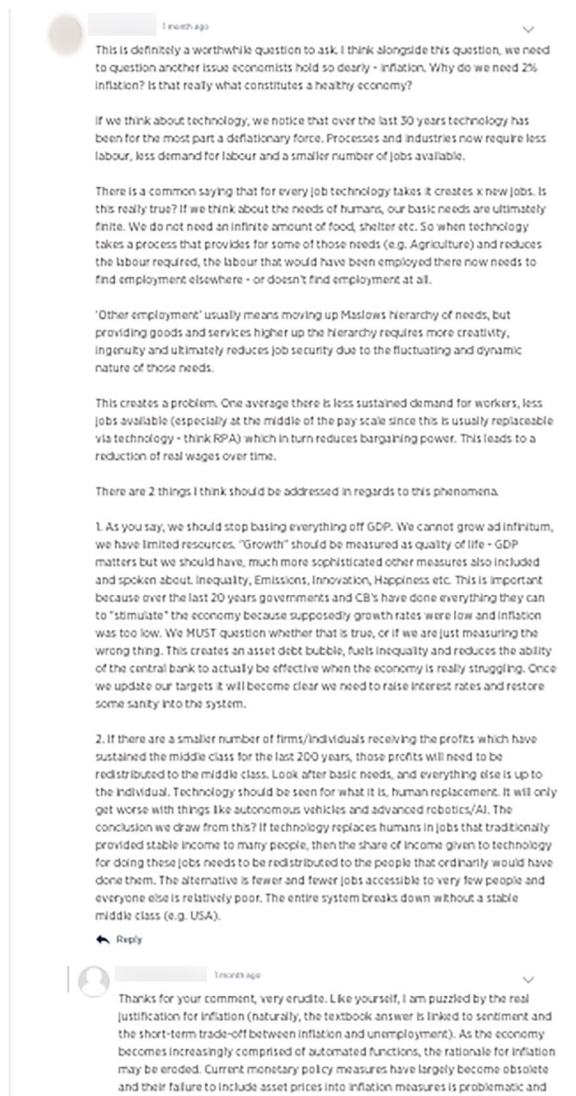 1 month ago
This is definitely a worthwhile question to ask. I think alongside this question, we need
to question another issue economists hold so dearly - inflation. Why do we need 2%
inflation? Is that really what constitutes a healthy economy?
If we think about technology, we notice that over the last 30 years technology has
been for the most part a deflationary force. Processes and industries now require less
labour, less demand for labour and a smaller number of jobs available.
There is a common saying that for every job technology takes it creates x new jobs. Is
this really true? If we think about the needs of humans, our basic needs are ultimately
finite. We do not need an infinite amount of food, shelter etc. So when technology
takes a process that provides for some of those needs (e.g. Agriculture) and reduces
the labour required, the labour that would have been employed there now needs to
find employment elsewhere - or doesn't find employment at all.
'Other employment' usually means moving up Maslows hierarchy of needs, but
providing goods and services higher up the hierarchy requires more creativity,
ingenuity and ultimately reduces job security due to the fluctuating and dynamic
nature of those needs.
This creates a problem. One average there is less sustained demand for workers, less
jobs available (especially at the middle of the pay scale since this is usually replaceable
via technology - think RPA) which in turn reduces bargaining power. This leads to a
reduction of real wages over time.
There are 2 things I think should be addressed in regards to this phenomena.
1. As you say, we should stop basing everything off GDP. We cannot grow ad infinitum,
we have limited resources. "Growth" should be measured as quality of life - GDP
matters but we should have, much more sophisticated other measures also included
and spoken about. Inequality, Emissions, Innovation, Happiness etc. This is important
because over the last 20 years governments and CB's have done everything they can
to "stimulate" the economy because supposedly growth rates were low and inflation
was too low. We MUST question whether that is true, or if we are just measuring the
wrong thing. This creates an asset debt bubble, fuels inequality and reduces the ability
of the central bank to actually be effective when the economy is really struggling. Once
we update our targets it will become clear we need to raise interest rates and restore
some sanity into the system.
2. If there are a smaller number of firms/individuals receiving the profits which have
sustained the middle class for the last 200 years, those profits will need to be
redistributed to the middle class. Look after basic needs, and everything else is up to
the individual. Technology should be seen for what it is, human replacement. It will only
get worse with things like autonomous vehicles and advanced robotics/AI. The
conclusion we draw from this? If technology replaces humans in jobs that traditionally
provided stable income to many people, then the share of income given to technology
for doing these jobs needs to be redistributed to the people that ordinarily would have
done them. The alternative is fewer and fewer jobs accessible to very few people and
everyone else is relatively poor. The entire system breaks down without a stable
middle class (e.g. USA).
Reply
1 month ago
Thanks for your comment, very erudite. Like yourself, I am puzzled by the real
justification for inflation (naturally, the textbook answer is linked to sentiment and
the short-term trade-off between inflation and unemployment). As the economy
becomes increasingly comprised of automated functions, the rationale for inflation
may be eroded. Current monetary policy measures have largely become obsolete
and their failure to include asset prices into inflation measures is problematic and